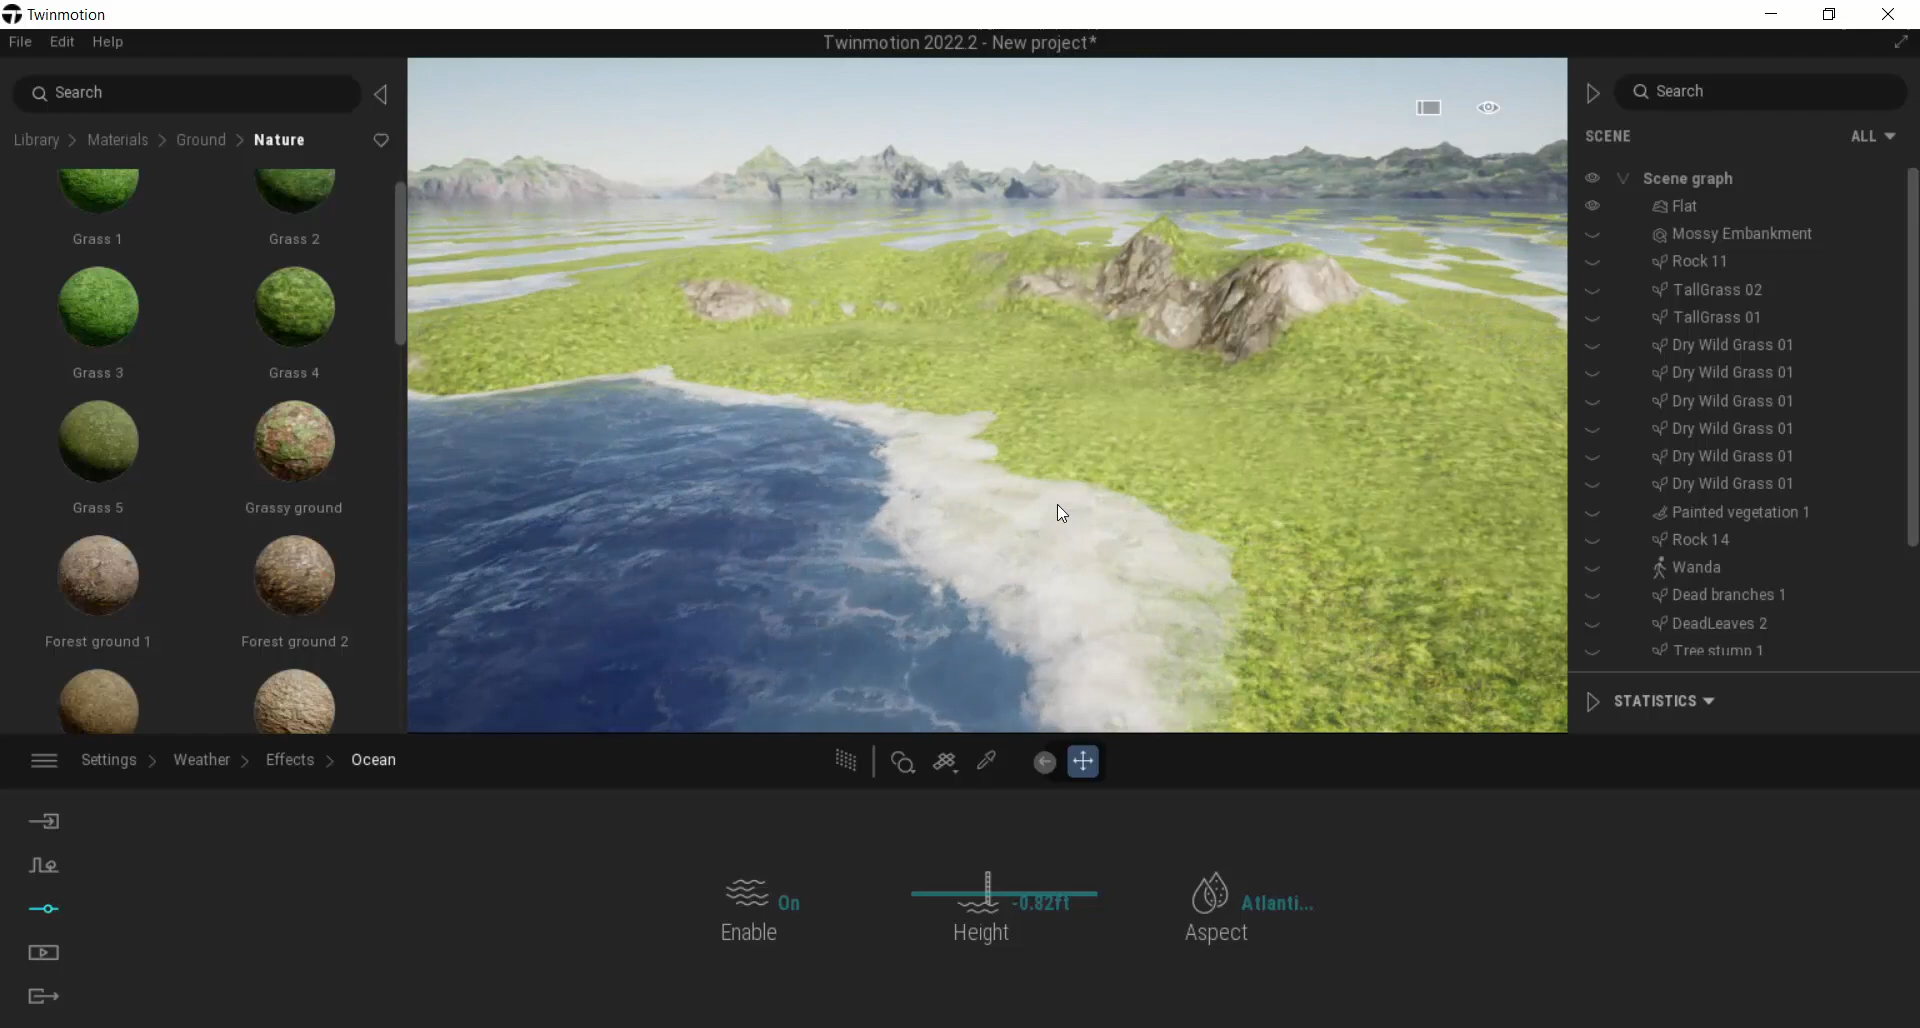 Twinmotion
File Edit Help
Twinmotion 2022.2 - New project*
Search
Library > Materials > Ground > Nature
Grass 1
Grass 2
Grass 3
Grass 4
Grass 5
Grassy ground
Forest ground 1
Forest ground 2
Search
SCENE
ALL
Scene graph
Flat
Mossy Embankment
Rock 11
TallGrass 02
TallGrass 01
Dry Wild Grass 01
Dry Wild Grass 01
Dry Wild Grass 01
Dry Wild Grass 01
Dry Wild Grass 01
Dry Wild Grass 01
Painted vegetation 1
Rock 14
Wanda
Dead branches 1
DeadLeaves 2
Tree stump 1
STATISTICS
Settings > Weather > Effects > Ocean
On
Enable
-0.82ft
Height
Atlanti...
Aspect